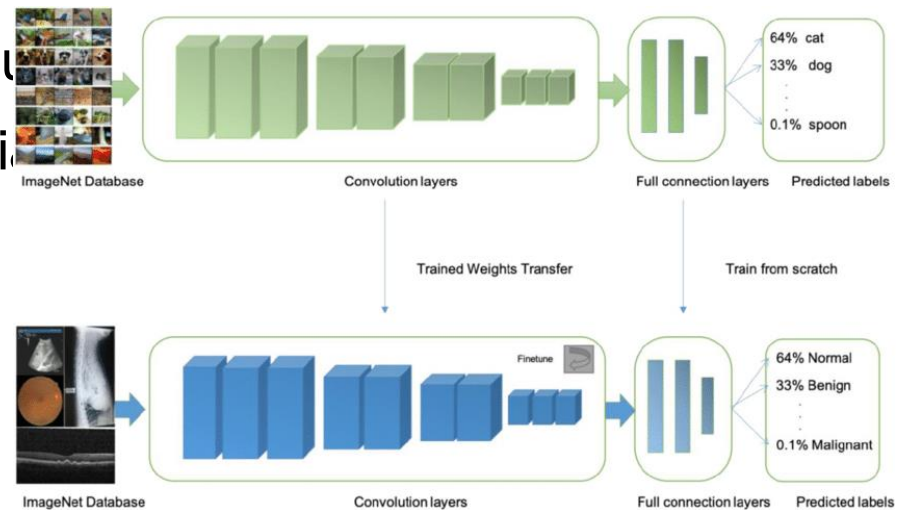 64% cat
33% dog
0.1% spoon
ImageNet Database
Convolution layers
Full connection layers
Predicted labels
Trained Weights Transfer
Train from scratch
Finetune
64% Normal
33% Benign
0.1% Malignant
ImageNet Database
Convolution layers
Full connection layers
Predicted labels